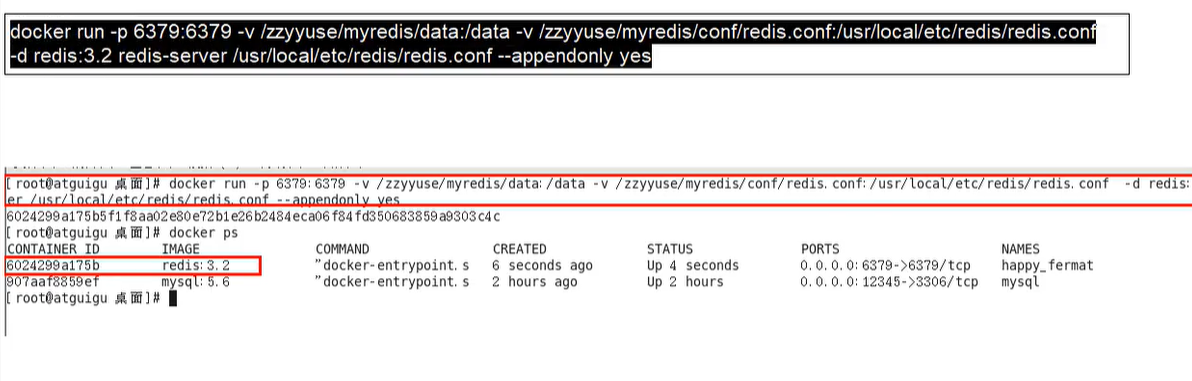 docker run -p 6379:6379 -v /zzyyuse/myredis/data:/data -v /zzyyuse/myredis/conf/redis.conf:/usr/local/etc/redis/redis.conf
-d redis:3.2 redis-server /usr/local/etc/redis/redis.conf --appendonly yes
[root@atguigu 桌面]# docker run -p 6379:6379 -v /zzyyuse/myredis/data:/data -v /zzyyuse/myredis/conf/redis.conf:/usr/local/etc/redis/redis.conf -d redis:
er /usr/local/etc/redis/redis.conf --appendonly yes
6024299a175b5f1f8aa02e80e72b1e26b2484eca06f84fd350683859a9303c4c
[root@atguigu 桌面]# docker ps
CONTAINER ID IMAGE COMMAND CREATED STATUS PORTS NAMES
6024299a175b redis:3.2 "docker-entrypoint.s 6 seconds ago Up 4 seconds 0.0.0.0:6379->6379/tcp happy_fermat
907aaf8859ef mysql:5.6 "docker-entrypoint.s 2 hours ago Up 2 hours 0.0.0.0:12345->3306/tcp mysql
[root@atguigu 桌面]#